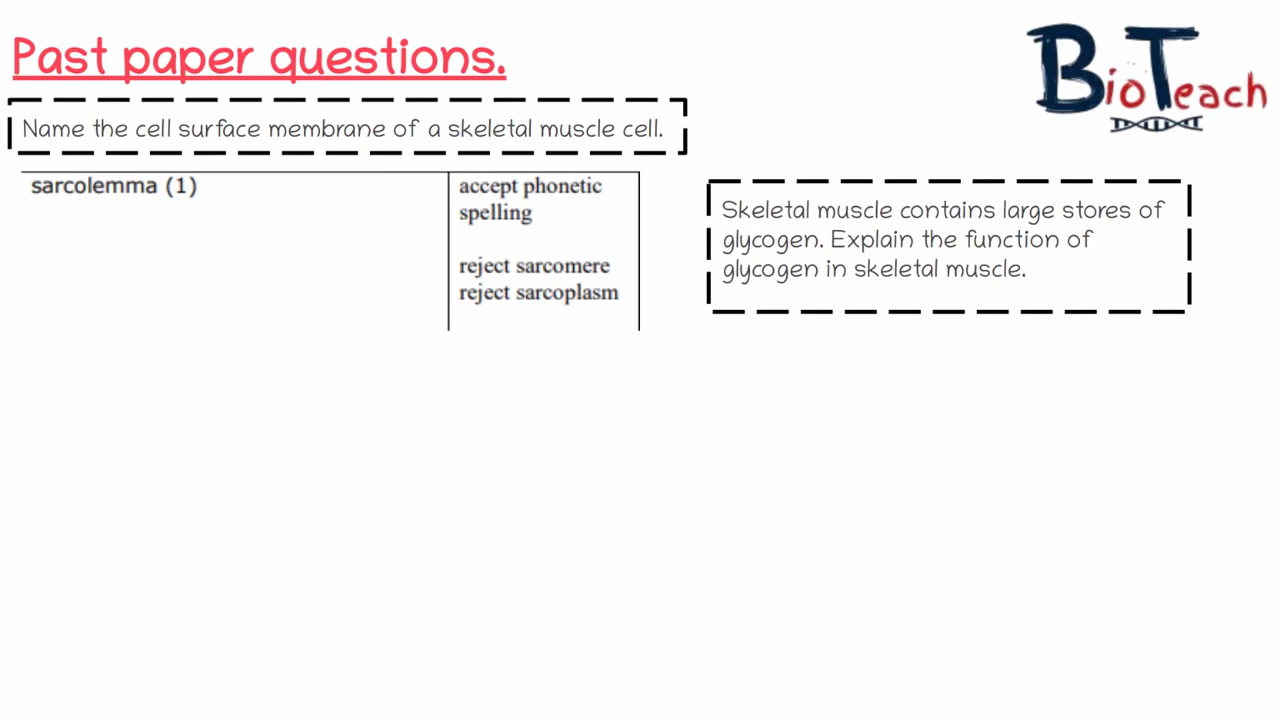 Past paper questions.
BioTeach
Name the cell surface membrane of a skeletal muscle cell.
sarcolemma (1)
accept phonetic
spelling
reject sarcomere
reject sarcoplasm
Skeletal muscle contains large stores of
glycogen. Explain the function of
glycogen in skeletal muscle.